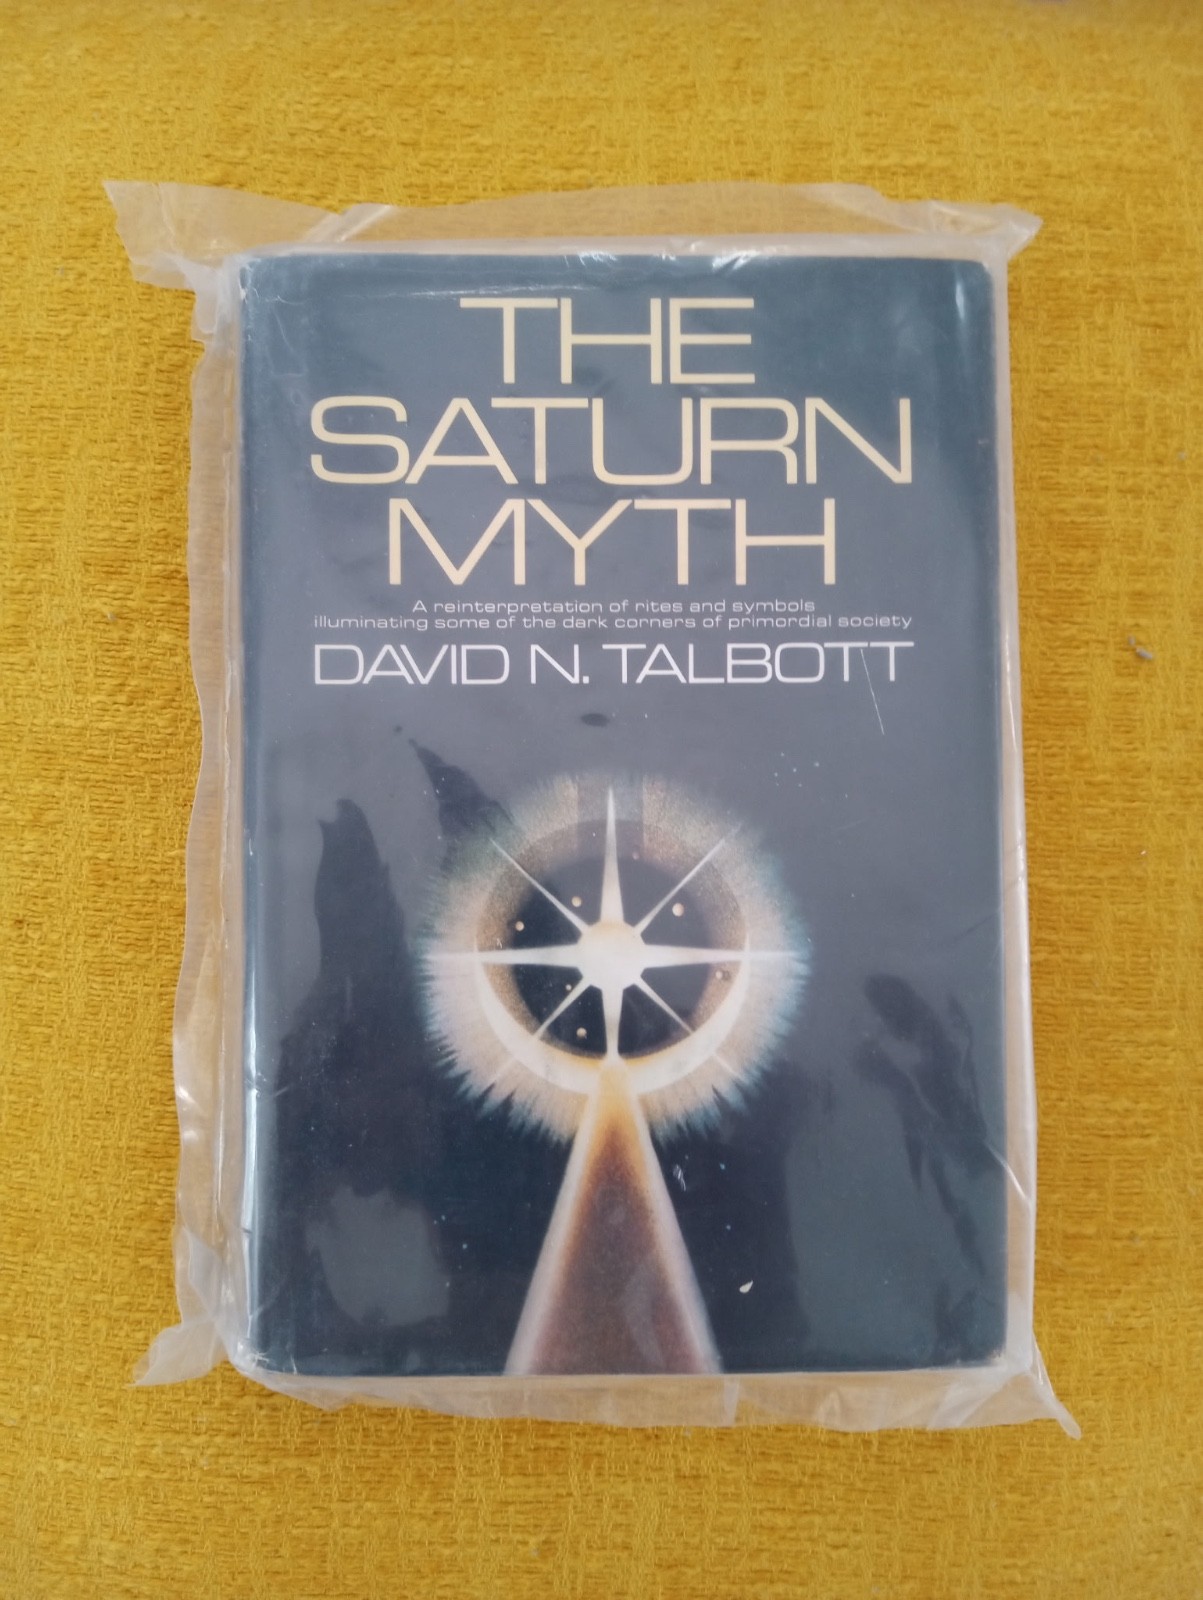 THE
SATURN
MYTH
A reinterpretation of rites and symbols
illuminating some of the dark corners of primordial society
DAVID N. TALBOTT